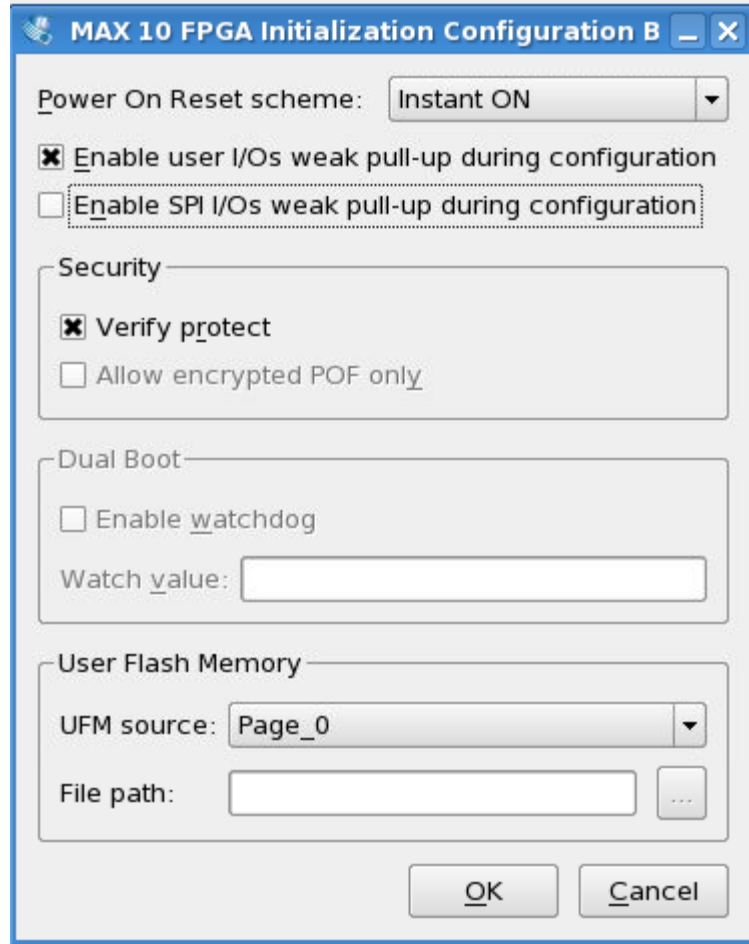 MAX 10 FPGA Initialization Configuration B
Power On Reset scheme: Instant ON
Enable user I/Os weak pull-up during configuration
Enable SPI I/Os weak pull-up during configuration
Security
Verify protect
Allow encrypted POF only
Dual Boot
Enable watchdog
Watch value:
User Flash Memory
UFM source: Page_0
File path: ...
OK Cancel